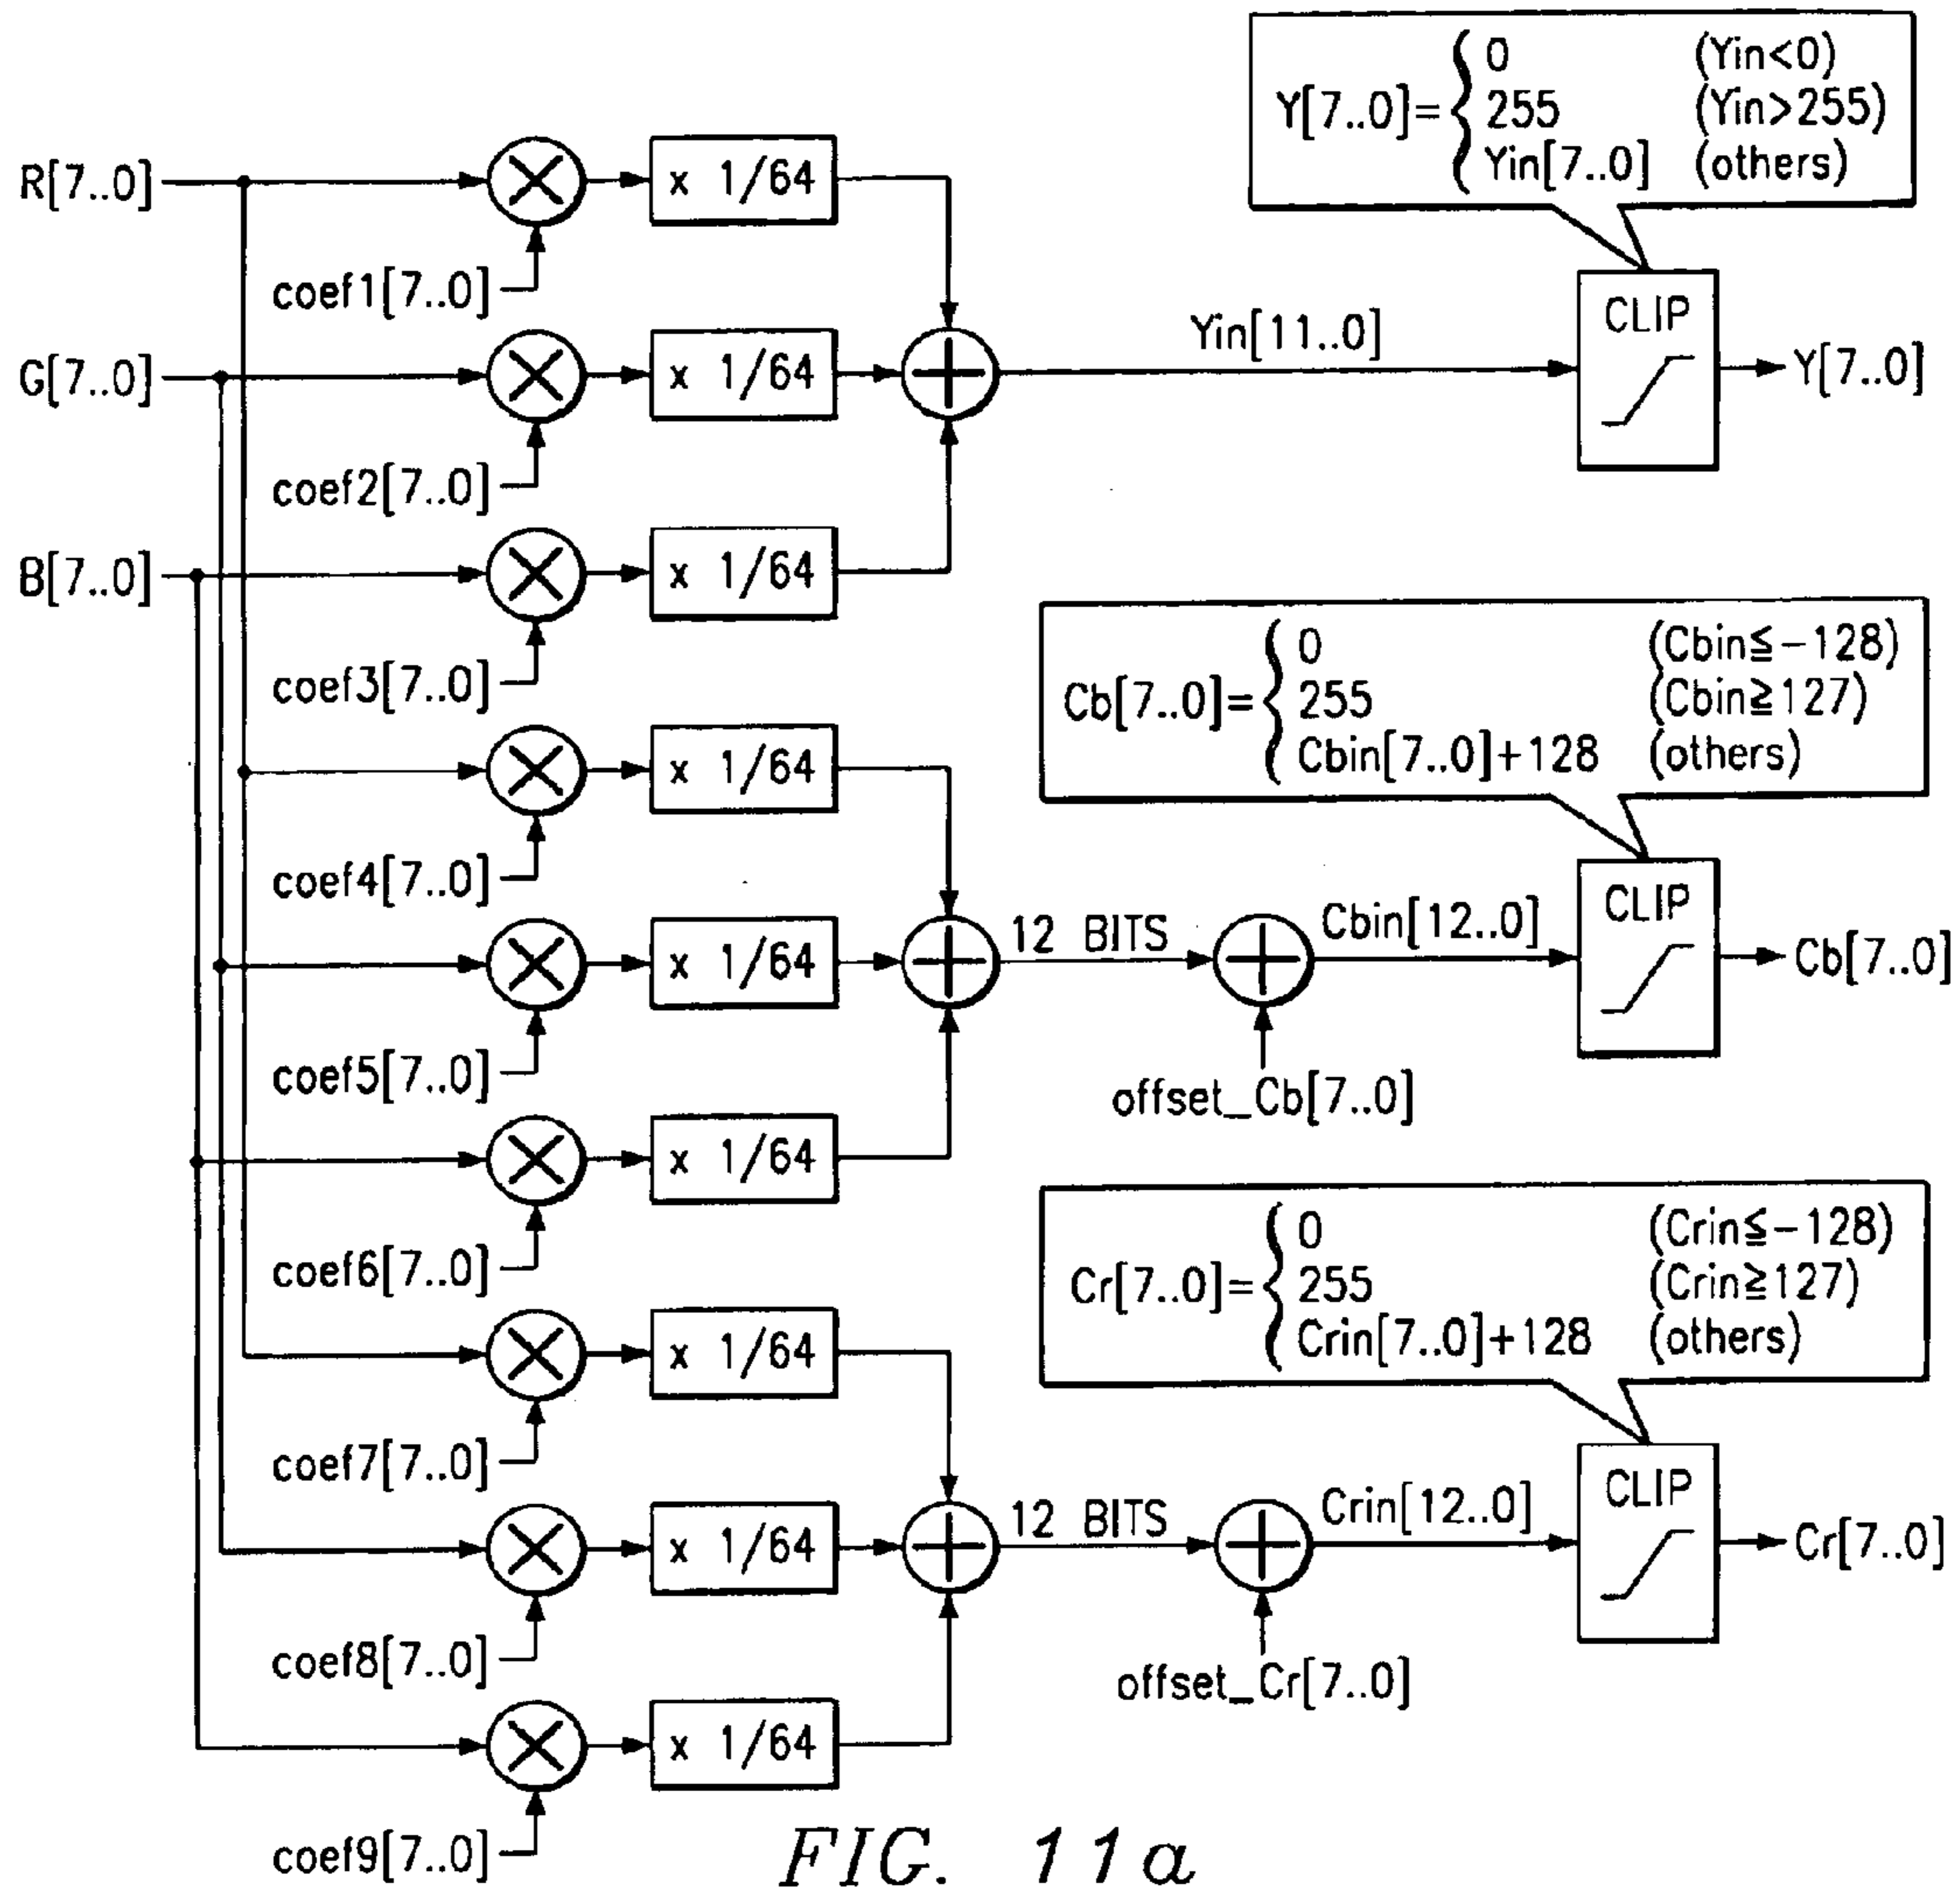 Y[7..0]= 0 (Yin<0)
255 (Yin>255)
Yin[7..0] (others)
R[7..0]
x 1/64
coef1[7..0]
CLIP
Yin[11..0]
G[7..0]
x 1/64
Y[7..0]
coef2[7..0]
B[7..0]
x 1/64
coef3[7..0]
Cb[7..0]= 0 (Cbin≦-128)
255 (Cbin≧127)
Cbin[7..0]+128 (others)
x 1/64
coef4[7..0]
CLIP
12 BITS
Cbin[12..0]
x 1/64
Cb[7..0]
coef5[7..0]
offset_Cb[7..0]
x 1/64
coef6[7..0]
Cr[7..0]= 0 (Crin≦-128)
255 (Crin≧127)
Crin[7..0]+128 (others)
x 1/64
coef7[7..0]
CLIP
12 BITS
Crin[12..0]
x 1/64
Cr[7..0]
coef8[7..0]
offset_Cr[7..0]
x 1/64
coef9[7..0]
FIG. 11a